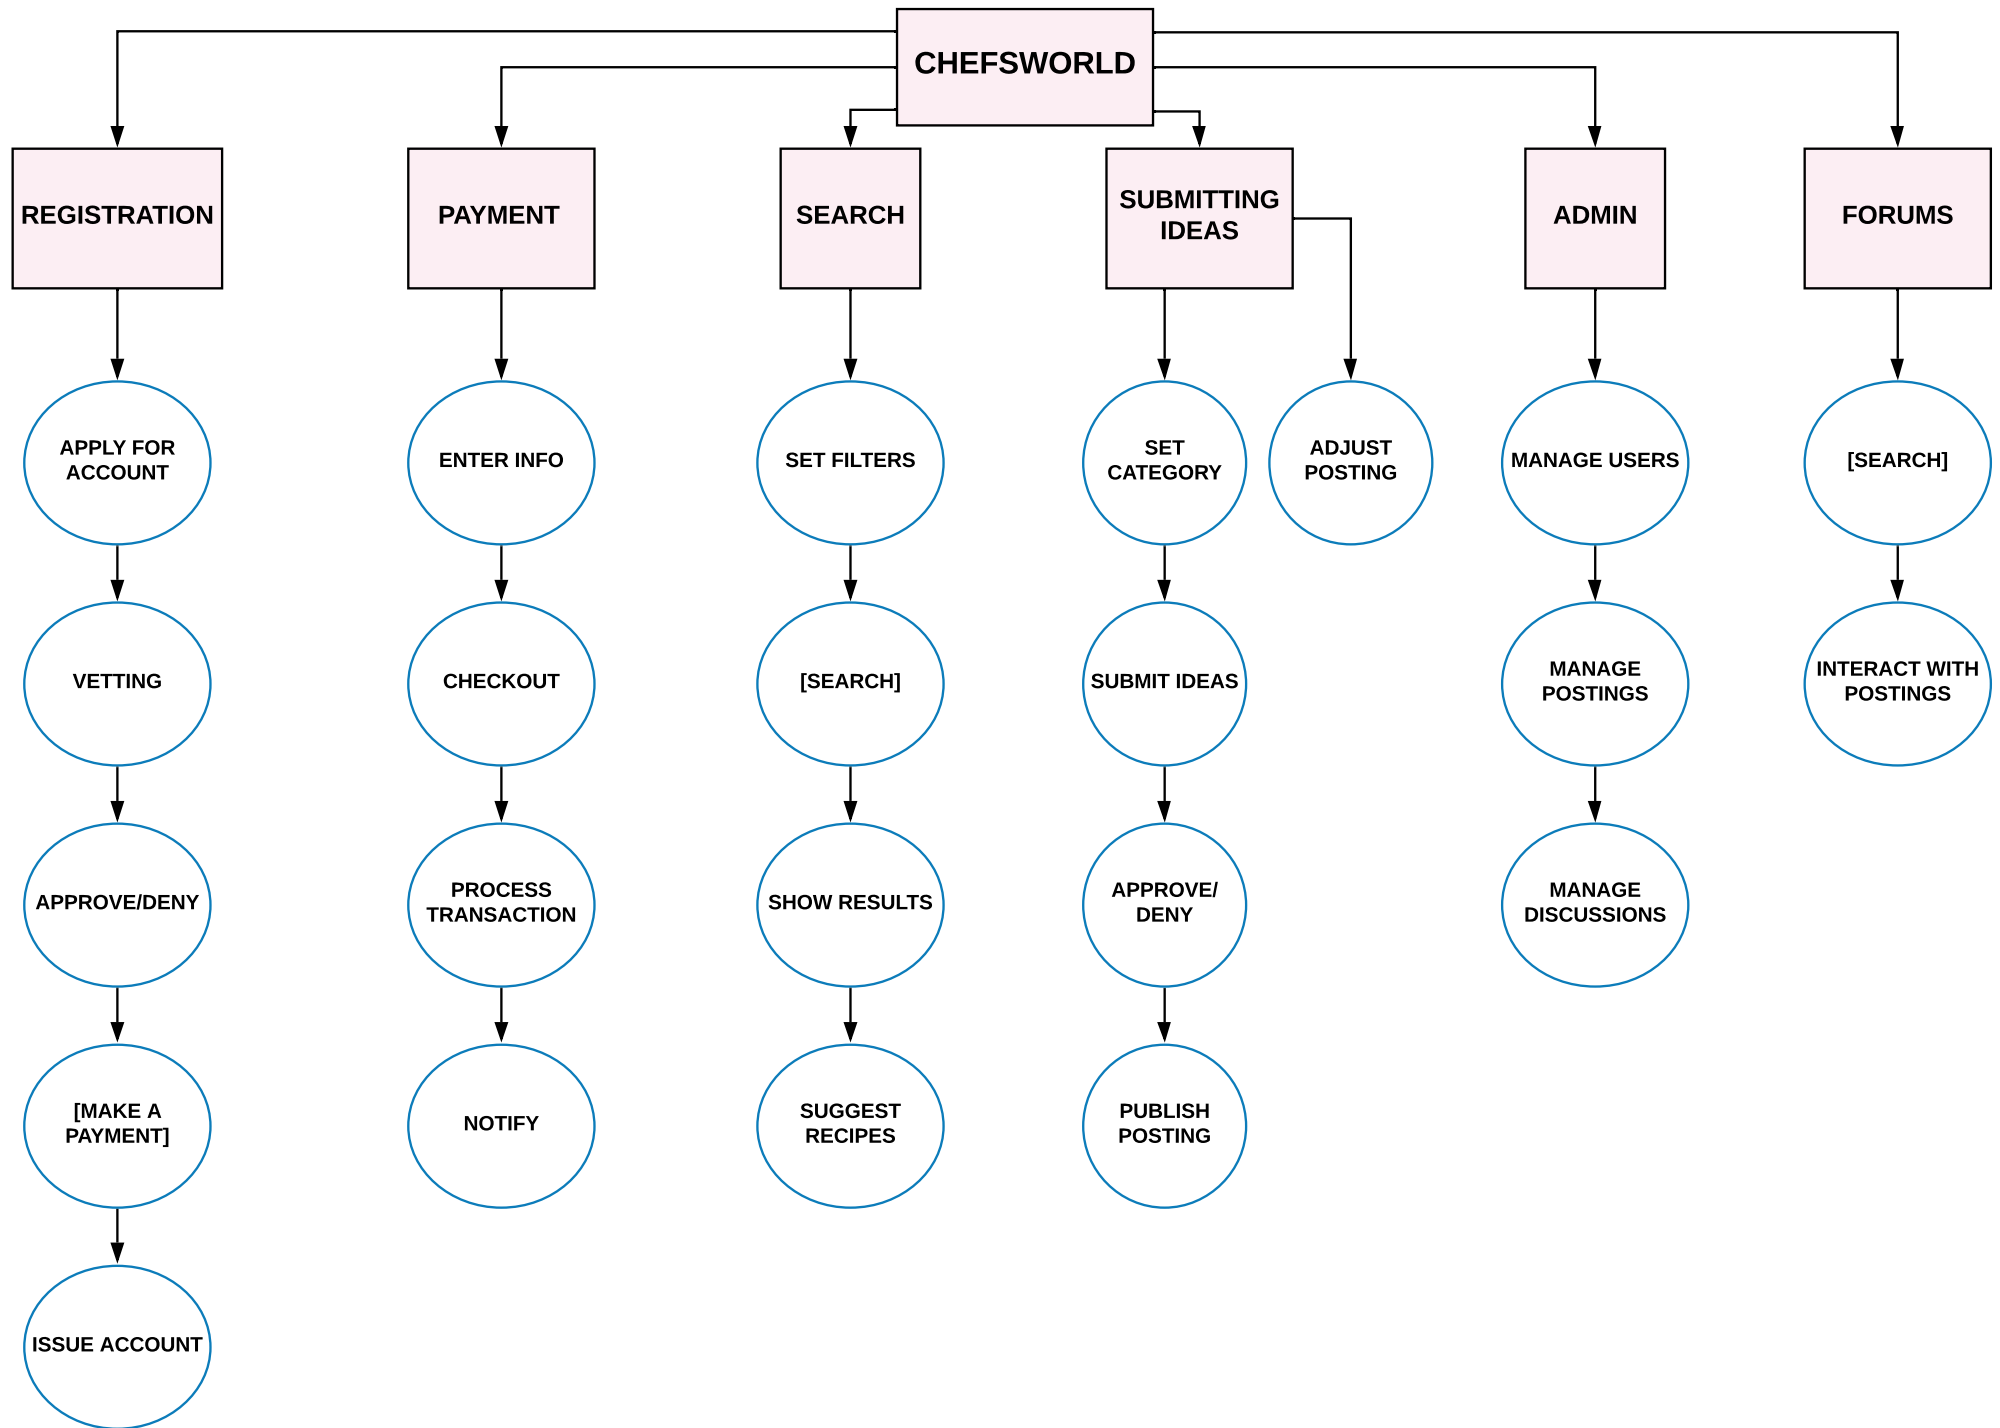 CHEFSWORLD
REGISTRATION
PAYMENT
SEARCH
SUBMITTING
IDEAS
ADMIN
FORUMS
APPLY FOR
ACCOUNT
ENTER INFO
SET FILTERS
SET
CATEGORY
ADJUST
POSTING
MANAGE USERS
[SEARCH]
VETTING
CHECKOUT
[SEARCH]
SUBMIT IDEAS
MANAGE
POSTINGS
INTERACT WITH
POSTINGS
APPROVE/DENY
PROCESS
TRANSACTION
SHOW RESULTS
APPROVE/
DENY
MANAGE
DISCUSSIONS
[MAKE A
PAYMENT]
NOTIFY
SUGGEST
RECIPES
PUBLISH
POSTING
ISSUE ACCOUNT